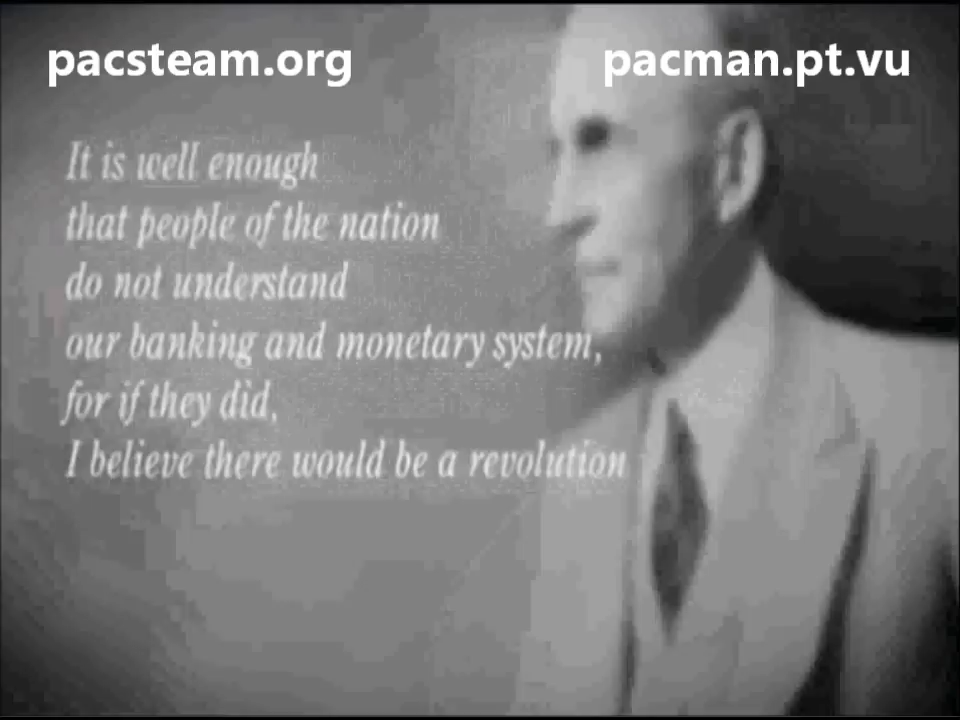 pacsteam.org
pacman.pt.vu
It is well enough
that people of the nation
do not understand
our banking and monetary system,
for if they did,
I believe there would be a revolution